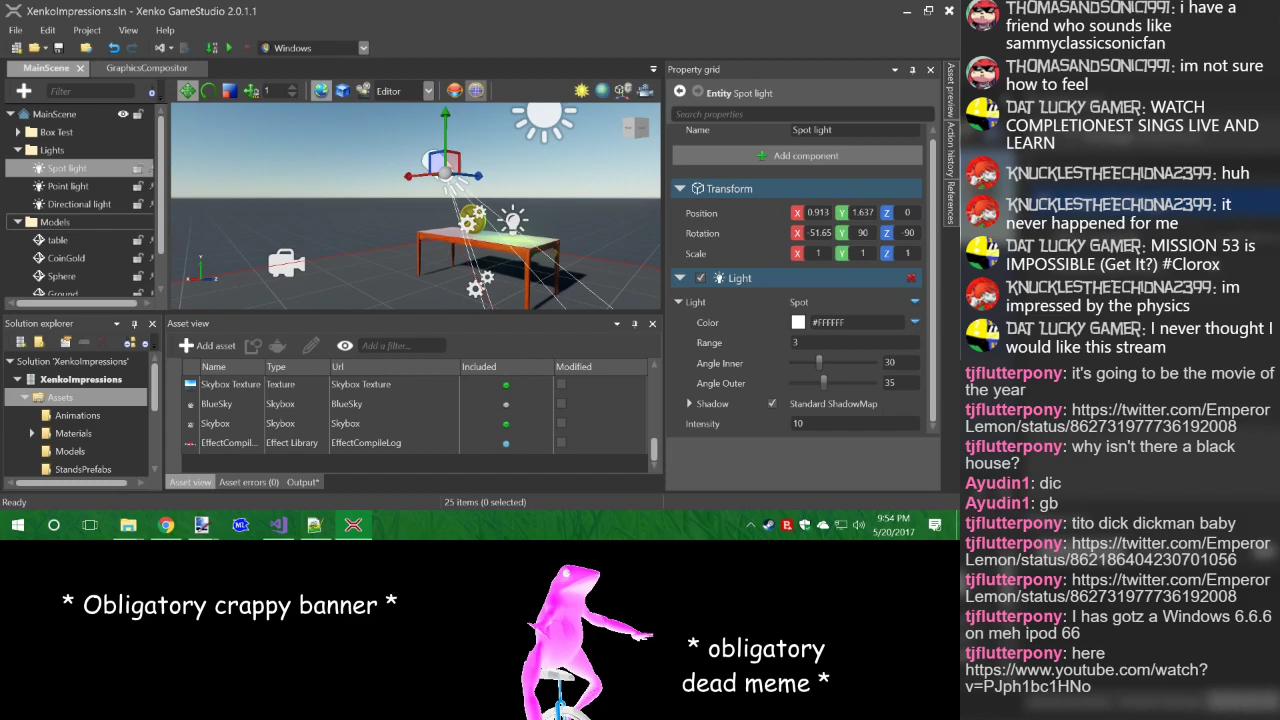 XenkoImpressions.sln - Xenko GameStudio 2.0.1.1
File Edit Project View Help
Windows
MainScene GraphicsCompositor
Filter
1
Editor
MainScene
Box Test
Lights
Spot light
Point light
Directional light
Models
table
CoinGold
Sphere
Ground
Property grid
Entity Spot light
Search properties
Name Spot light
Add component
Transform
Position X 0.913 Y 1.637 Z 0
Rotation X -51.65 Y 90 Z -90
Scale X 1 Y 1 Z 1
Light
Light Spot
Color #FFFFFF
Range 3
Angle Inner 30
Angle Outer 35
Shadow Standard ShadowMap
Intensity 10
Asset preview
Action history
References
Solution explorer
Solution 'XenkoImpressions'
XenkoImpressions
Assets
Animations
Materials
Models
StandsPrefabs
Asset view
Add asset
Add a filter...
Name Type Url Included Modified
Skybox Texture Texture Skybox Texture
BlueSky Skybox BlueSky
Skybox Skybox Skybox
EffectCompil... Effect Library EffectCompileLog
Asset view Asset errors (0) Output*
Ready
25 items (0 selected)
9:54 PM
5/20/2017
* Obligatory crappy banner *
* obligatory
dead meme *
THOMASANDSONIC1991: i have a
friend who sounds like
sammyclassicsonicfan
THOMASANDSONIC1991: im not sure
how to feel
DAT LUCKY GAMER: WATCH
COMPLETIONEST SINGS LIVE AND
LEARN
KNUCKLESTHEECHIDNA2399: huh
KNUCKLESTHEECHIDNA2399: it
never happened for me
DAT LUCKY GAMER: MISSION 53 is
IMPOSSIBLE (Get It?) #Clorox
KNUCKLESTHEECHIDNA2399: im
impressed by the physics
DAT LUCKY GAMER: I never thought I
would like this stream
tjflutterpony: it's going to be the movie of
the year
tjflutterpony: https://twitter.com/Emperor
Lemon/status/862731977736192008
tjflutterpony: why isn't there a black
house?
Ayudin1: dic
Ayudin1: gb
tjflutterpony: tito dick dickman baby
tjflutterpony: https://twitter.com/Emperor
Lemon/status/862186404230701056
tjflutterpony: https://twitter.com/Emperor
Lemon/status/862731977736192008
tjflutterpony: I has gotz a Windows 6.6.6
on meh ipod 66
tjflutterpony: here
https://www.youtube.com/watch?
v=PJph1bc1HNo